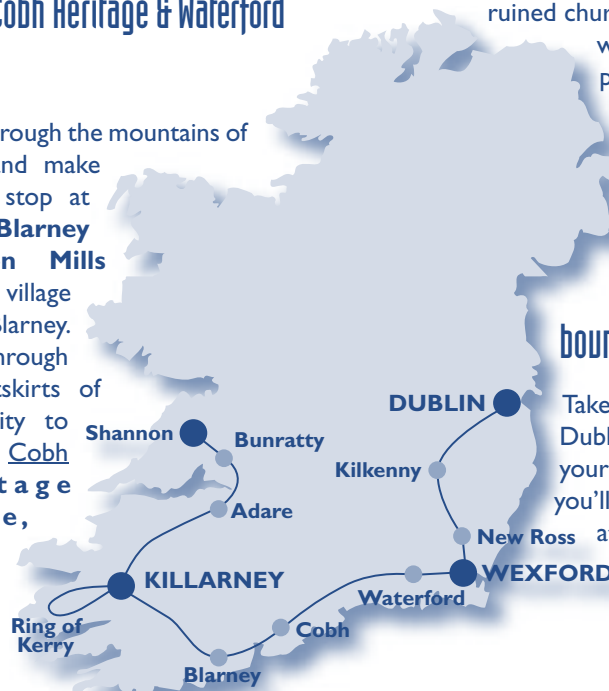 Cobh Heritage & Waterford
rough the mountains of
nd make
stop at
Blarney
n Mills
village
larney.
hrough
tskirts of
ity to
Cobh
tage
e,
ruined chur
w
P
boun
Take
Dubl
your
you'll
a
DUBLIN
Shannon
Bunratty
Kilkenny
Adare
New Ross
KILLARNEY
WEXFORD
Waterford
Ring of
Kerry
Cobh
Blarney